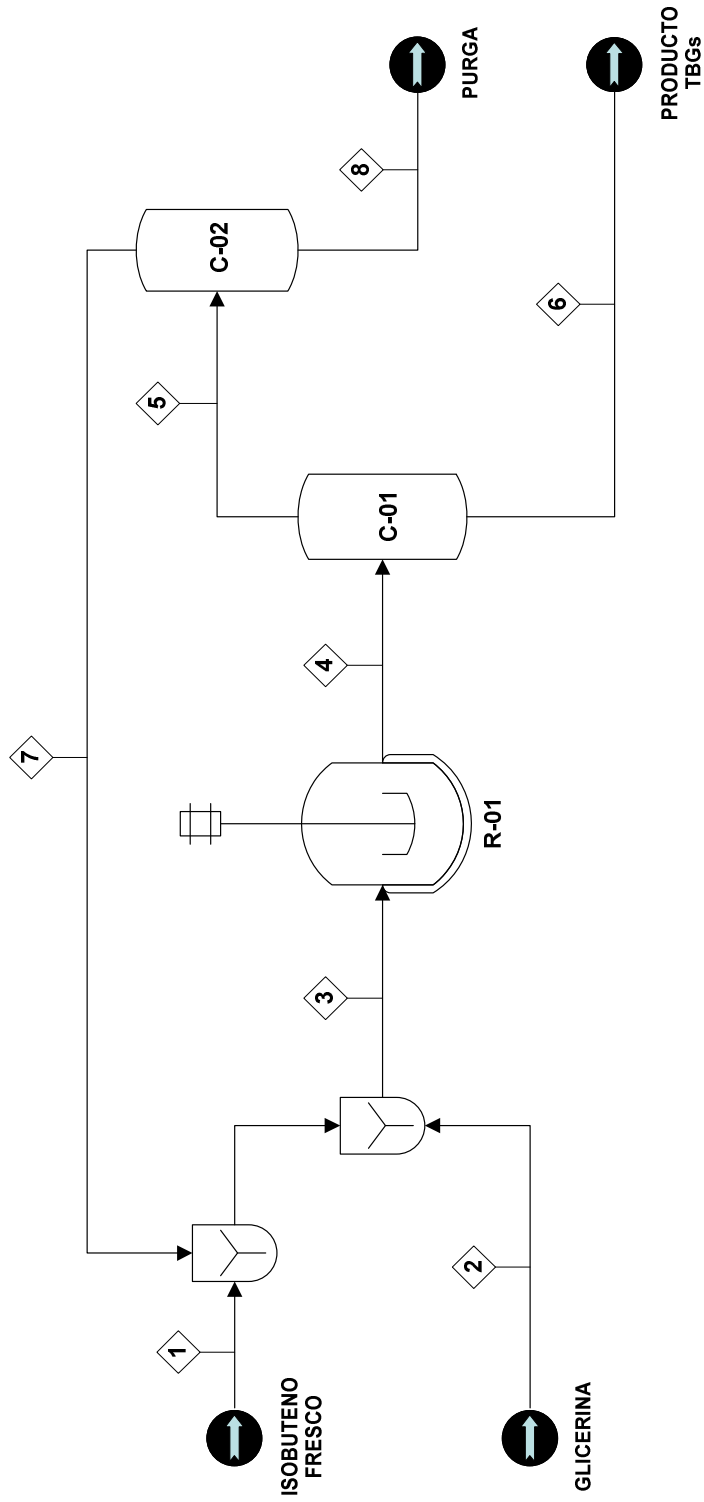 7
PURGA
8
C-02
5
6
PRODUCTO
TBGs
C-01
4
R-01
3
1
ISOBUTENO
FRESCO
2
GLICERINA